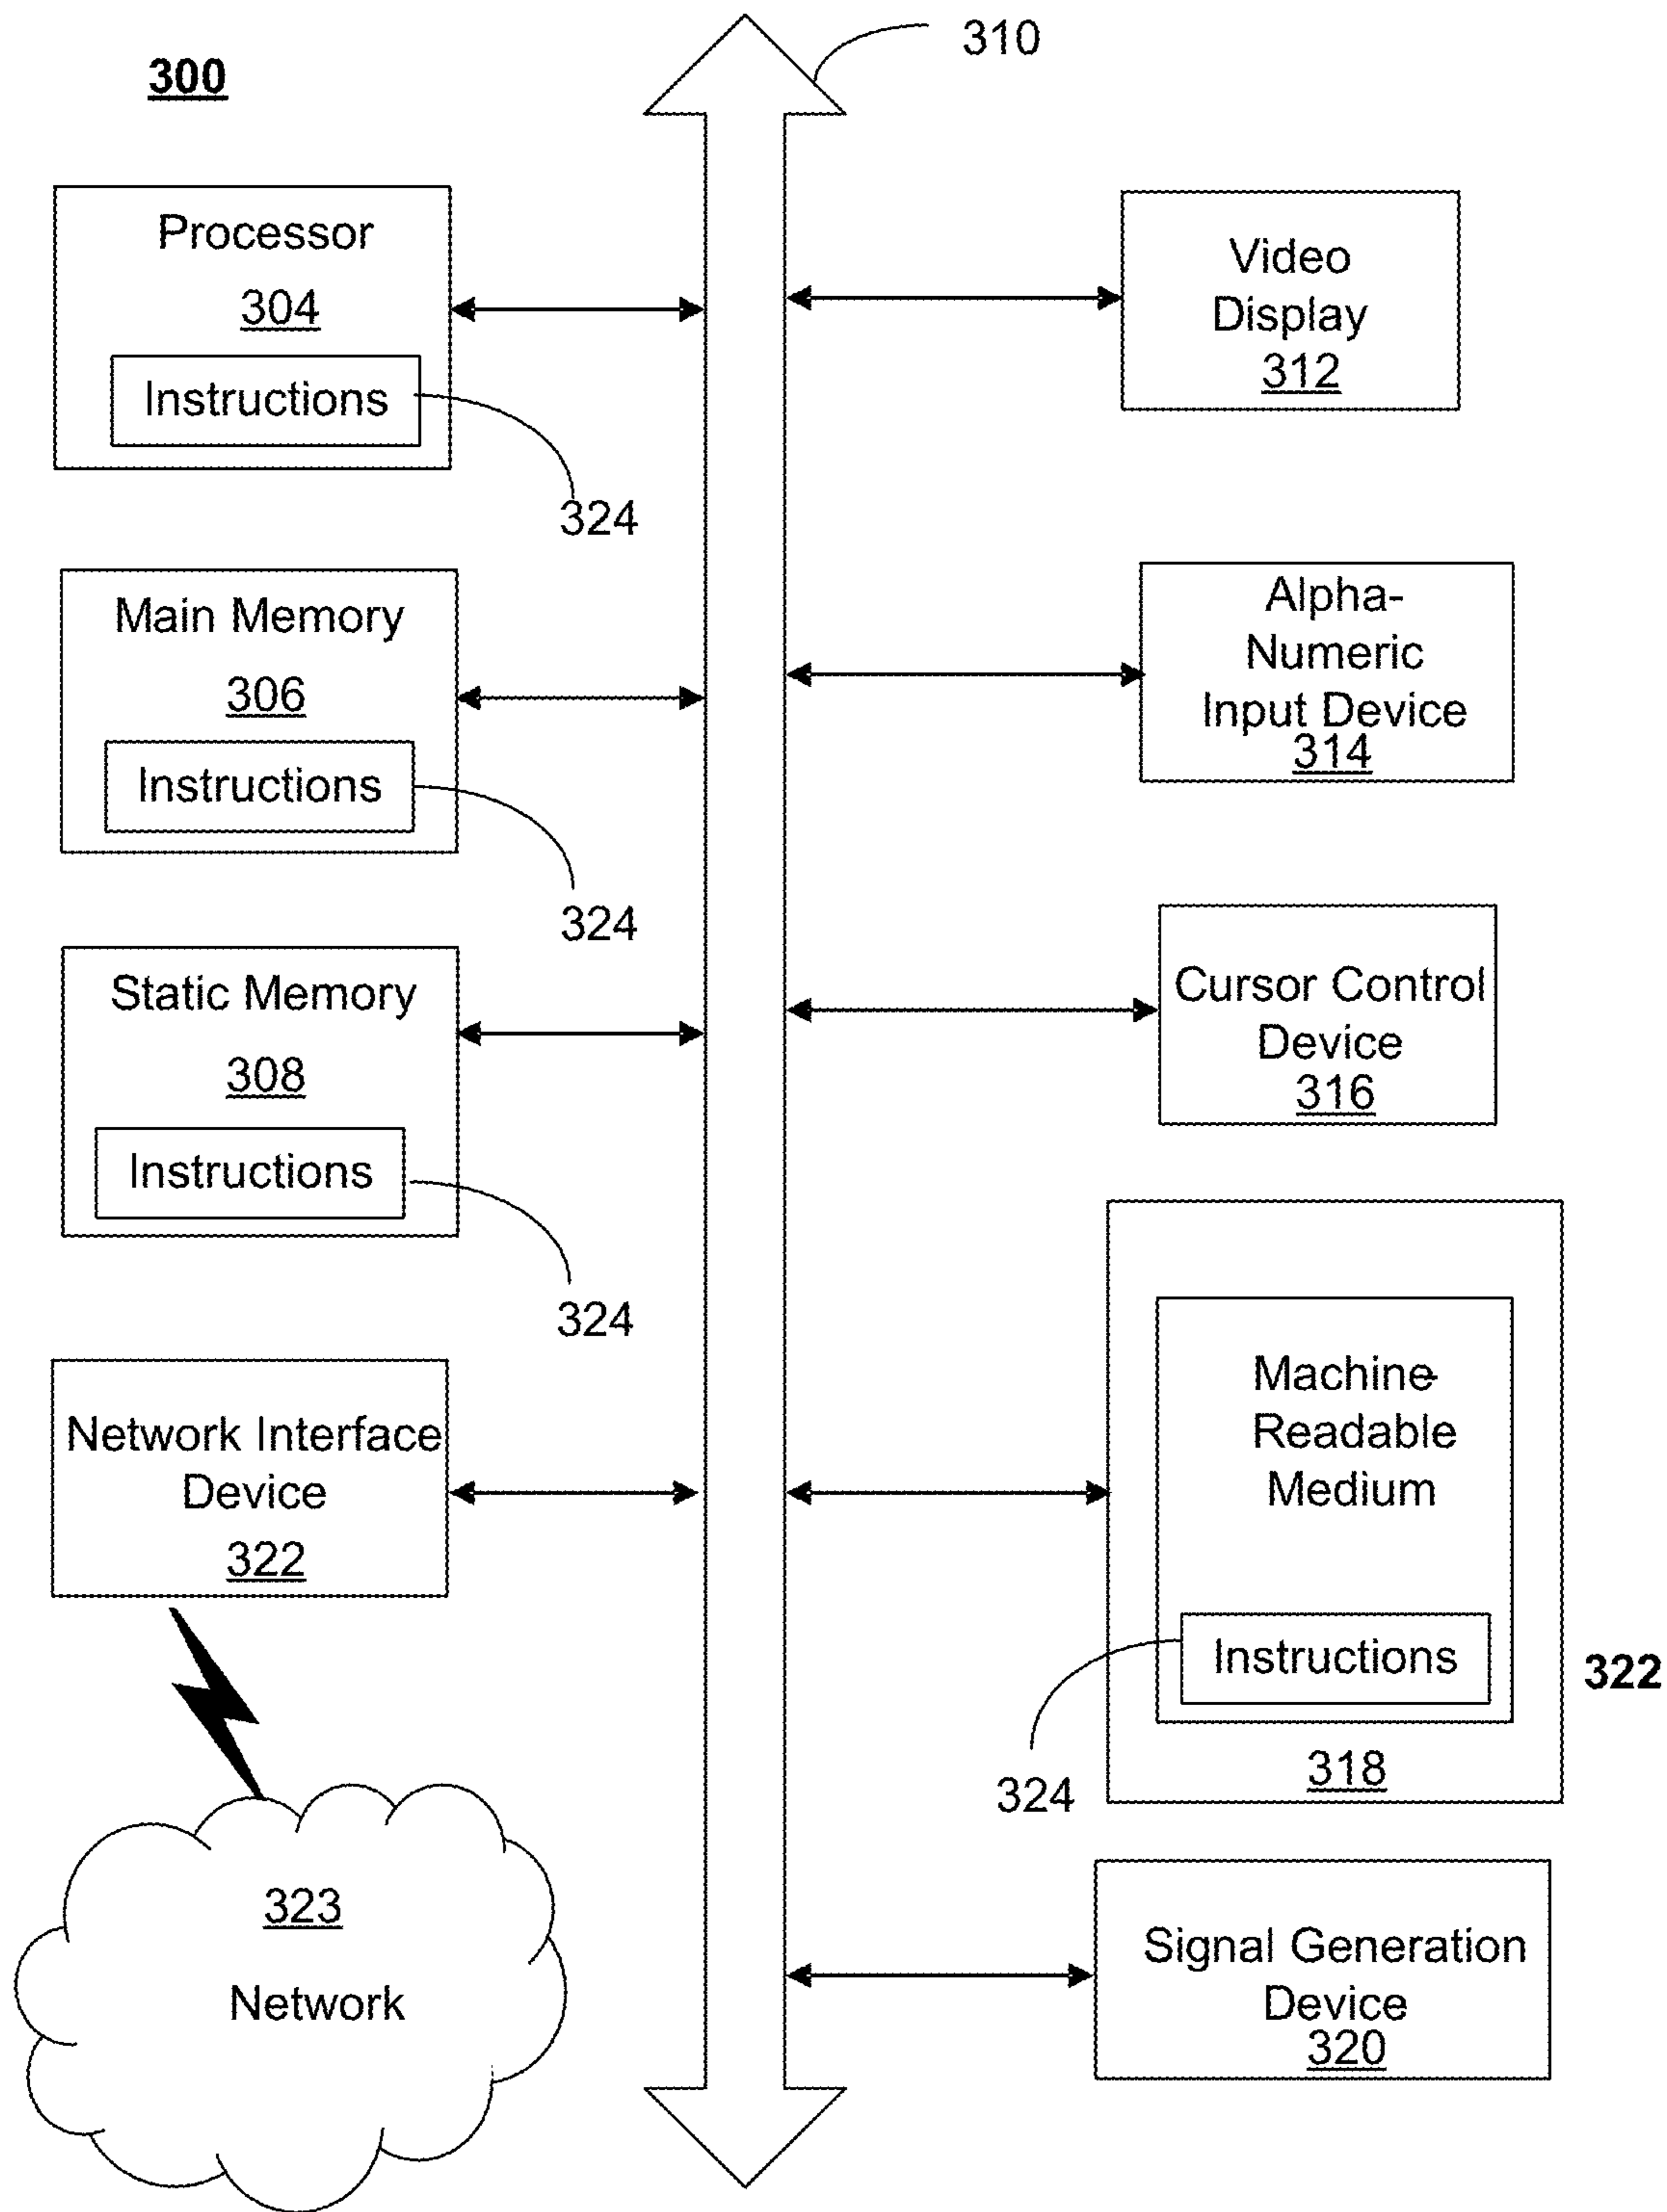 310
300
Processor
304
Instructions
324
Main Memory
306
Instructions
324
Static Memory
308
Instructions
324
Network Interface
Device
322
323
Network
Video
Display
312
Alpha-
Numeric
Input Device
314
Cursor Control
Device
316
Machine-
Readable
Medium
Instructions
322
324
318
Signal Generation
Device
320